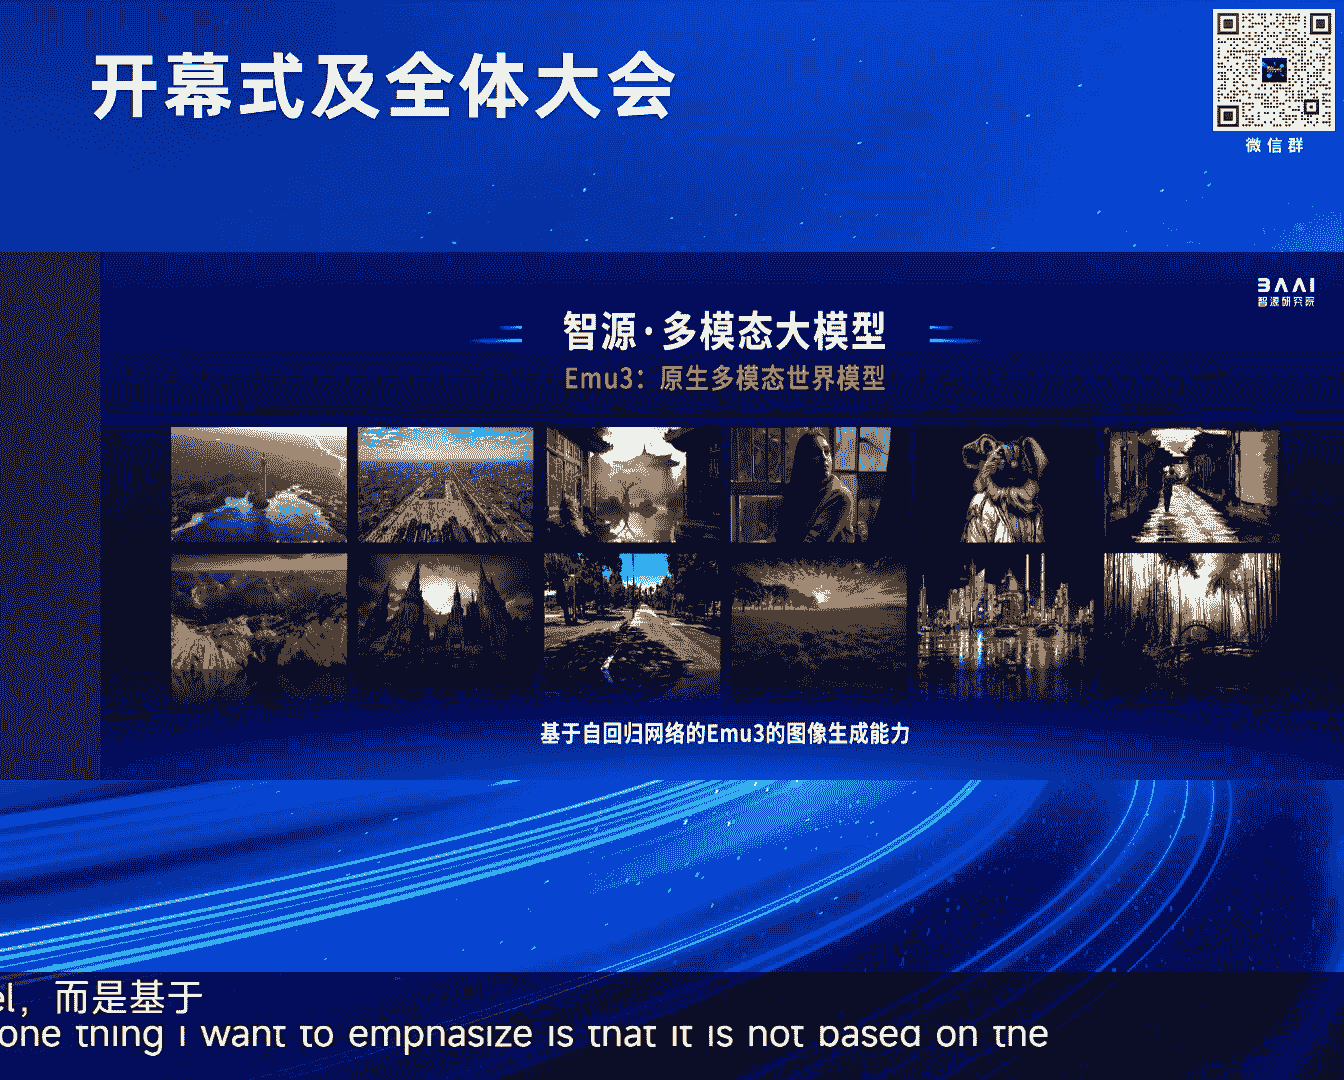 开幕式及全体大会
微信群
BAAI
智源研究院
智源·多模态大模型
Emu3：原生多模态世界模型
基于自回归网络的Emu3的图像生成能力
el，而是基于
one thing i want to emphasize is that it is not based on the